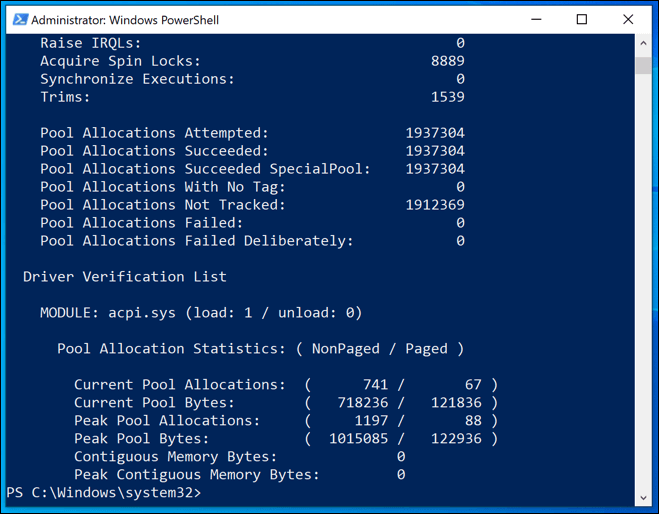 Administrator: Windows PowerShell
Raise IRQLs: 0
Acquire Spin Locks: 8889
Synchronize Executions: 0
Trims: 1539
Pool Allocations Attempted: 1937304
Pool Allocations Succeeded: 1937304
Pool Allocations Succeeded SpecialPool: 1937304
Pool Allocations With No Tag: 0
Pool Allocations Not Tracked: 1912369
Pool Allocations Failed: 0
Pool Allocations Failed Deliberately: 0
Driver Verification List
MODULE: acpi.sys (load: 1 / unload: 0)
Pool Allocation Statistics: ( NonPaged / Paged )
Current Pool Allocations: ( 741 / 67 )
Current Pool Bytes: ( 718236 / 121836 )
Peak Pool Allocations: ( 1197 / 88 )
Peak Pool Bytes: ( 1015085 / 122936 )
Contiguous Memory Bytes: 0
Peak Contiguous Memory Bytes: 0
PS C:\Windows\system32>